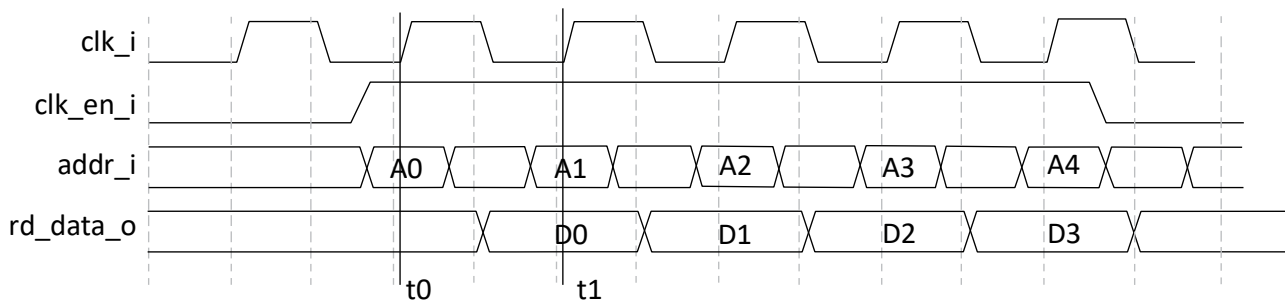 clk_i
clk_en_i
addr_i A0 A1 A2 A3 A4
rd_data_o D0 D1 D2 D3
t0 t1